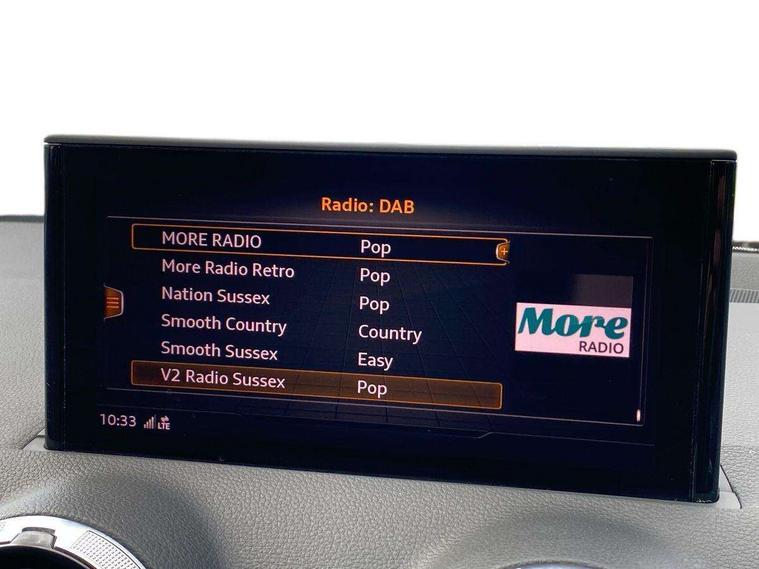 Radio: DAB
MORE RADIO Pop
More Radio Retro Pop
Nation Sussex Pop
Smooth Country Country
Smooth Sussex Easy
V2 Radio Sussex Pop
More
RADIO
10:33 LTE